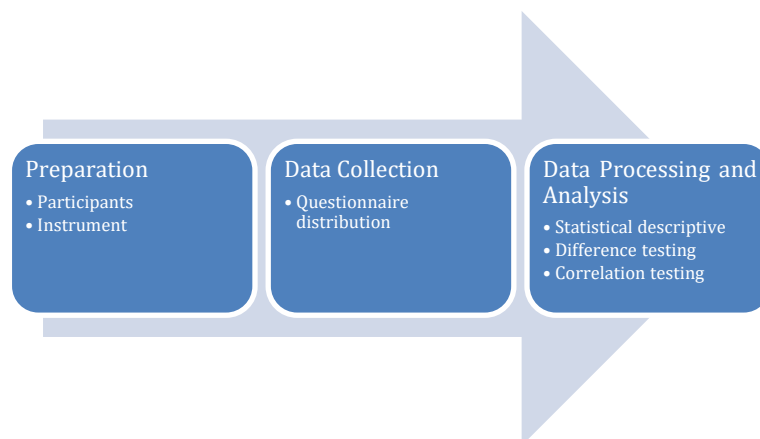 Preparation
• Participants
• Instrument
Data Collection
• Questionnaire
distribution
Data Processing and
Analysis
• Statistical descriptive
• Difference testing
• Correlation testing